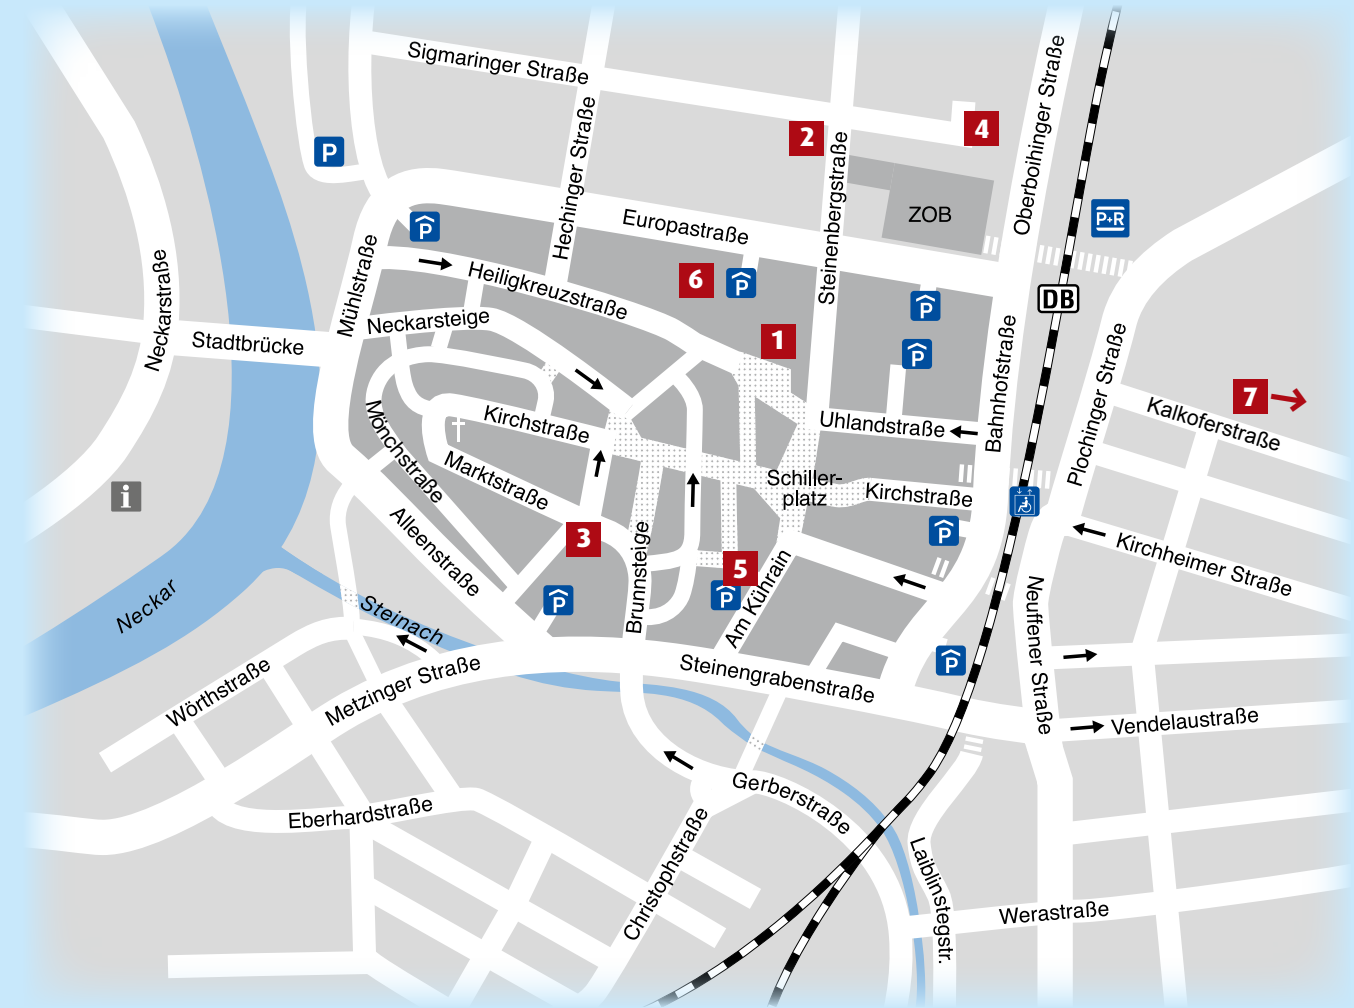 Sigmaringer Straße
Hechinger Straße
Steinenbergstraße
Oberboihinger Straße
P
2
4
ZOB
P+R
Europastraße
P
Mühlstraße
Heiligkreuzstraße
6
P
P
DB
Neckarstraße
Stadtbrücke
Neckarsteige
1
P
Bahnhofstraße
Plochinger Straße
7
Kalkoferstraße
Uhlandstraße
Kirchstraße
Mönchstraße
Marktstraße
Schiller-
platz
Kirchstraße
i
Alleenstraße
3
Brunnsteige
5
P
P
P
Am Kührain
Kirchheimer Straße
Neckar
Steinach
Neuffener Straße
P
Wörthstraße
Metzinger Straße
Steinengrabenstraße
Vendelaustraße
Gerberstraße
Eberhardstraße
Christophstraße
Laiblinstegstr.
Werastraße